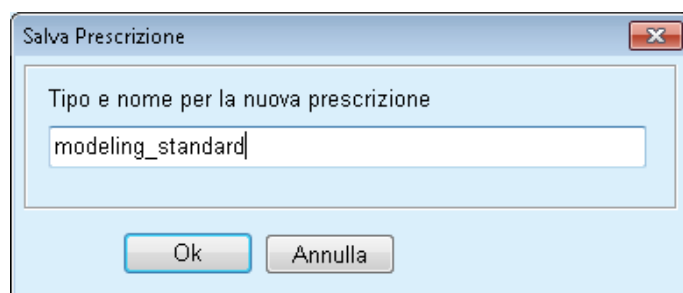 Salva Prescrizione
Tipo e nome per la nuova prescrizione
modeling_standard
Ok Annulla